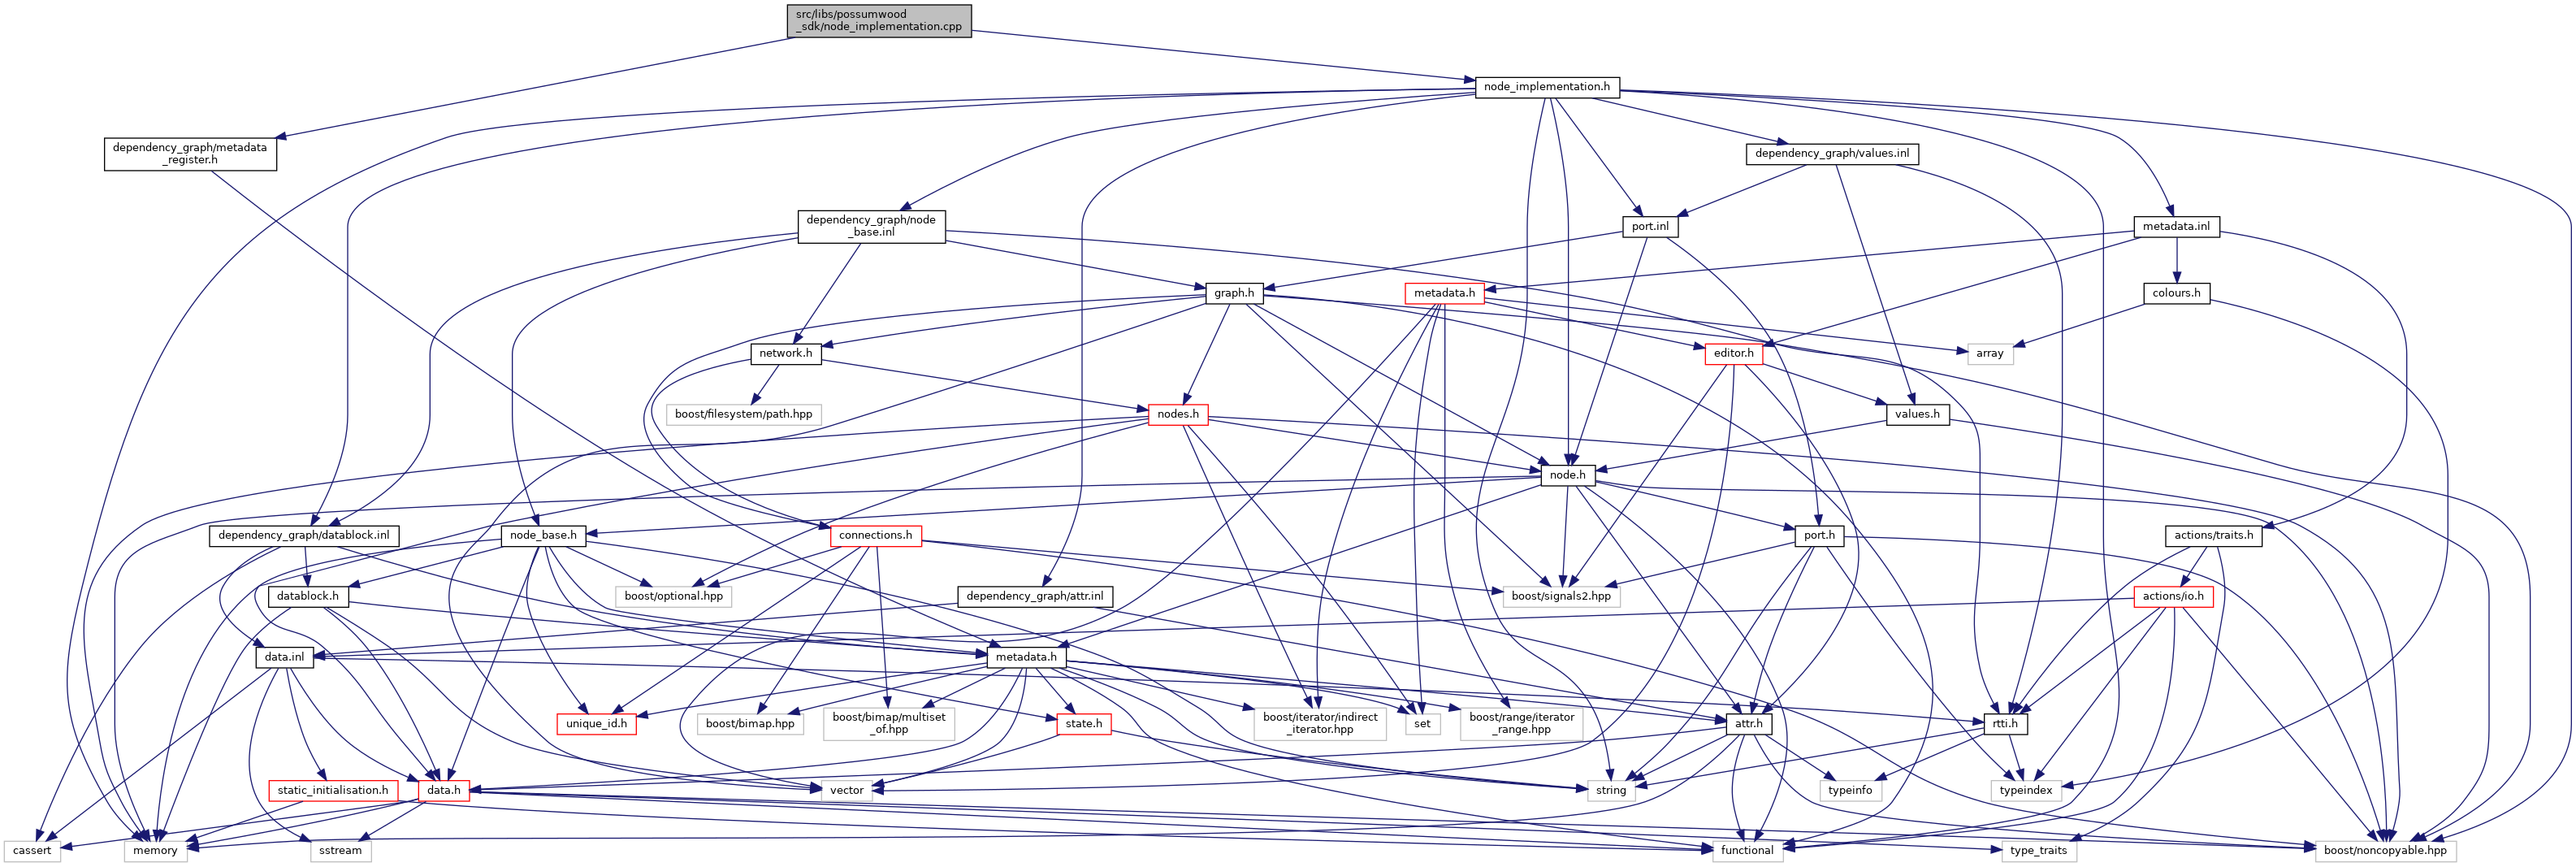 src/libs/possumwood
_sdk/node_implementation.cpp
node_implementation.h
dependency_graph/metadata
_register.h
dependency_graph/values.inl
dependency_graph/node
_base.inl
port.inl
metadata.inl
graph.h
metadata.h
colours.h
network.h
editor.h
array
boost/filesystem/path.hpp
nodes.h
values.h
node.h
dependency_graph/datablock.inl
node_base.h
connections.h
port.h
actions/traits.h
datablock.h
boost/optional.hpp
dependency_graph/attr.inl
boost/signals2.hpp
actions/io.h
data.inl
metadata.h
unique_id.h
boost/bimap.hpp
boost/bimap/multiset
_of.hpp
state.h
boost/iterator/indirect
_iterator.hpp
set
boost/range/iterator
_range.hpp
attr.h
rtti.h
static_initialisation.h
data.h
vector
string
typeinfo
typeindex
cassert
memory
sstream
functional
type_traits
boost/noncopyable.hpp